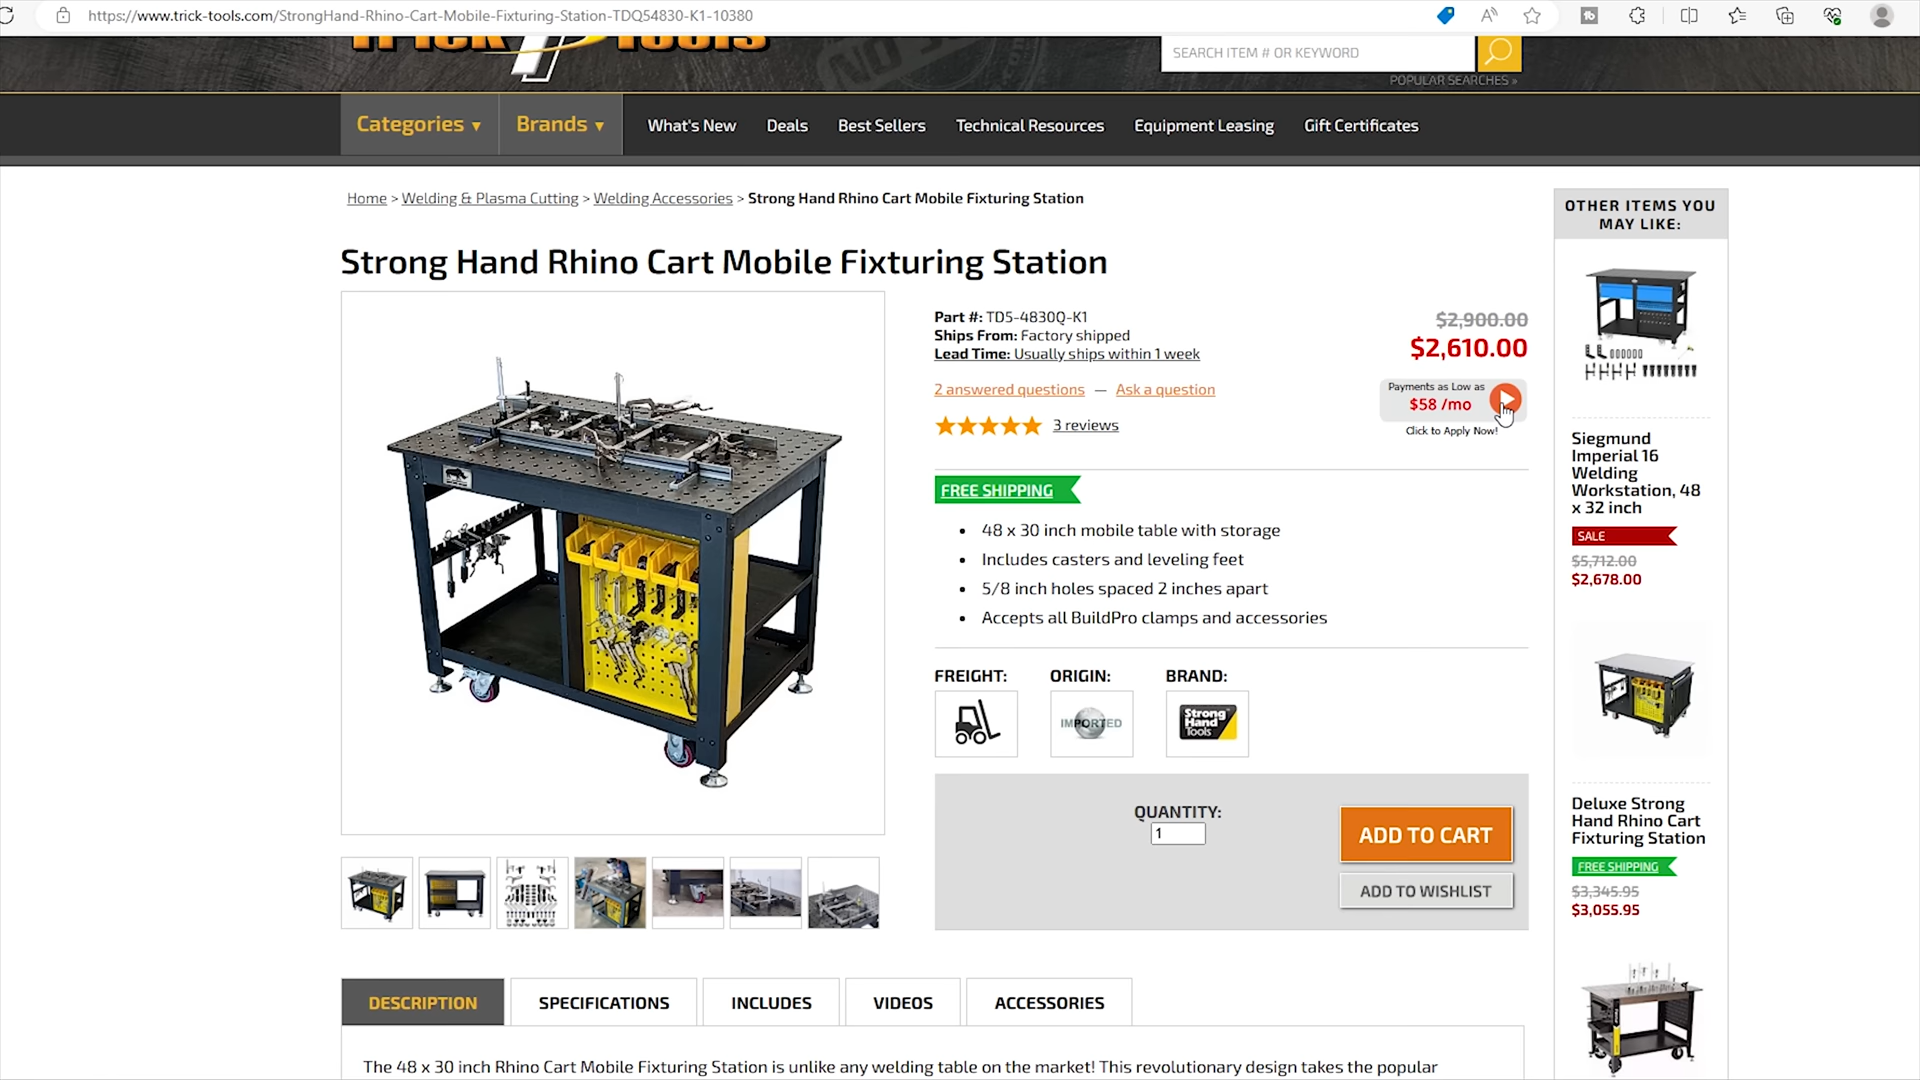 https://www.trick-tools.com/StrongHand-Rhino-Cart-Mobile-Fixturing-Station-TDQ54830-K1-10380
Trick Tools
SEARCH ITEM # OR KEYWORD
POPULAR SEARCHES »
Categories ▼
Brands ▼
What's New
Deals
Best Sellers
Technical Resources
Equipment Leasing
Gift Certificates
Home > Welding & Plasma Cutting > Welding Accessories > Strong Hand Rhino Cart Mobile Fixturing Station
Strong Hand Rhino Cart Mobile Fixturing Station
Part #: TD5-4830Q-K1
Ships From: Factory shipped
Lead Time: Usually ships within 1 week
2 answered questions — Ask a question
3 reviews
$2,900.00
$2,610.00
Payments as Low as
$58 /mo
Click to Apply Now!
FREE SHIPPING
• 48 x 30 inch mobile table with storage
• Includes casters and leveling feet
• 5/8 inch holes spaced 2 inches apart
• Accepts all BuildPro clamps and accessories
FREIGHT:
ORIGIN:
BRAND:
IMPORTED
Strong
Hand
Tools
QUANTITY:
1
ADD TO CART
ADD TO WISHLIST
DESCRIPTION
SPECIFICATIONS
INCLUDES
VIDEOS
ACCESSORIES
The 48 x 30 inch Rhino Cart Mobile Fixturing Station is unlike any welding table on the market! This revolutionary design takes the popular
OTHER ITEMS YOU
MAY LIKE:
Siegmund
Imperial 16
Welding
Workstation, 48
x 32 inch
SALE
$5,712.00
$2,678.00
Deluxe Strong
Hand Rhino Cart
Fixturing Station
FREE SHIPPING
$3,345.95
$3,055.95